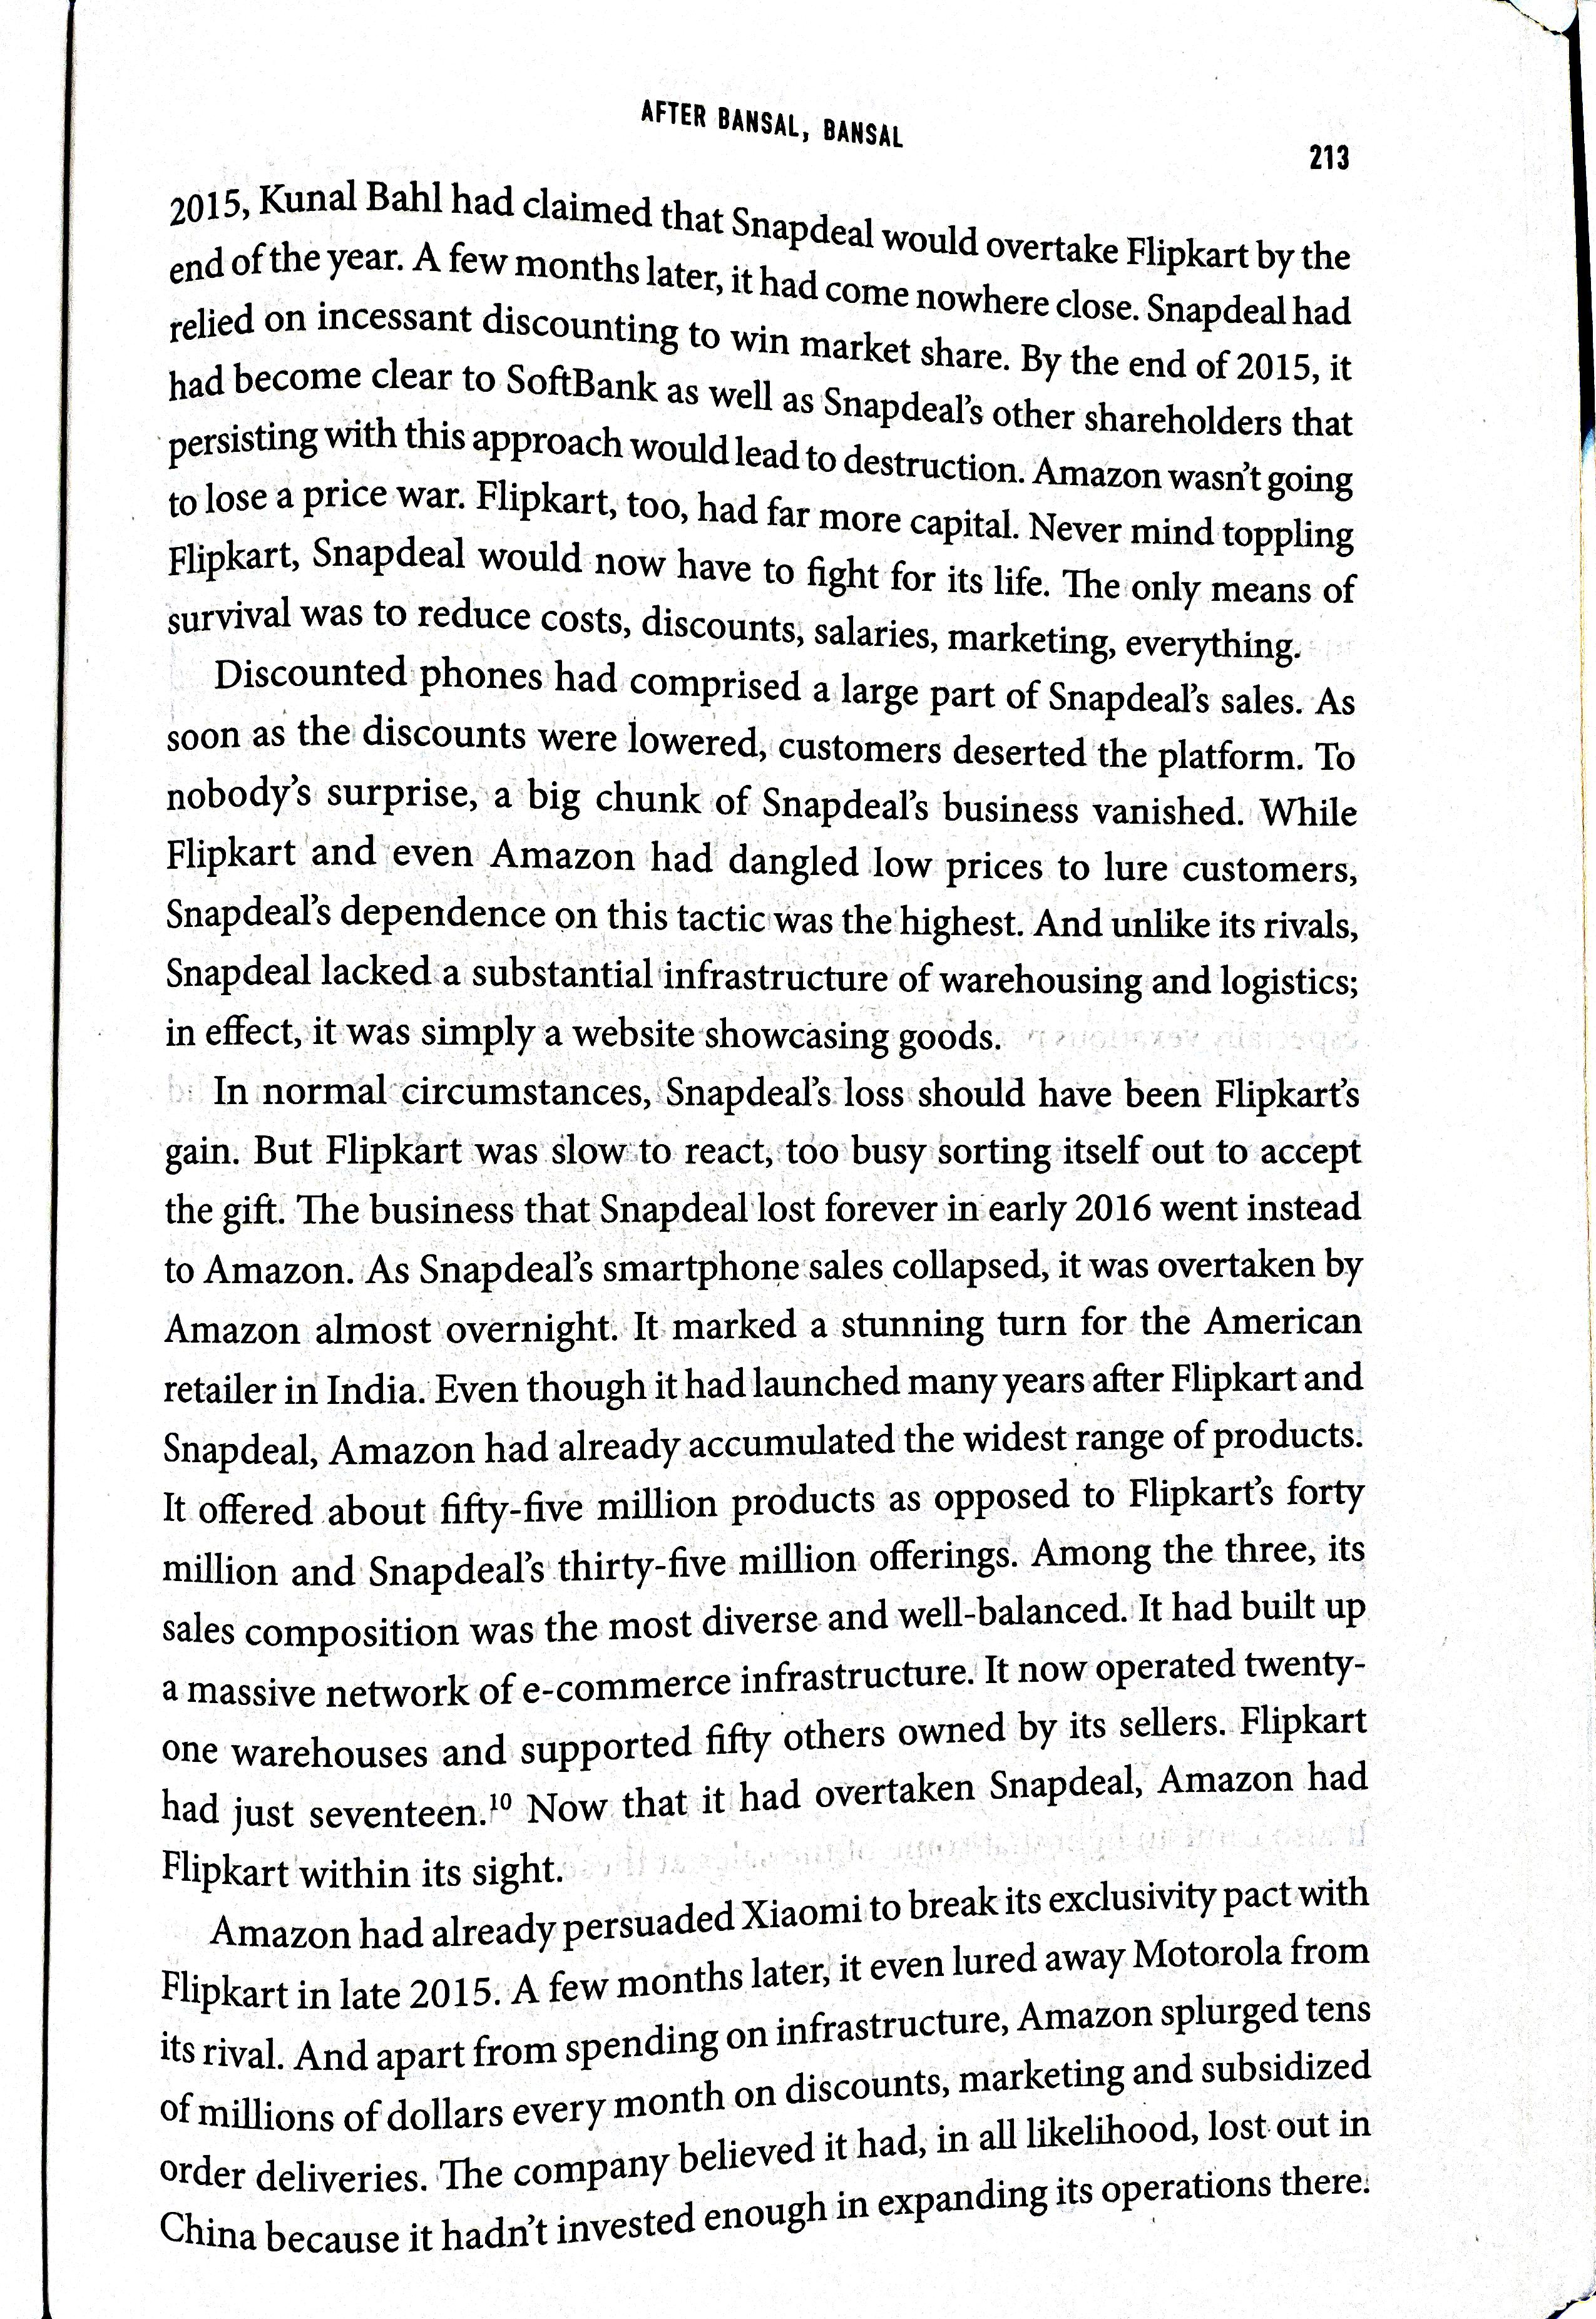 AFTER BANSAL, BANSAL
213
2015, Kunal Bahl had claimed that Snapdeal would overtake Flipkart by the
end of the year. A few months later, it had come nowhere close. Snapdeal had
relied on incessant discounting to win market share. By the end of 2015, it
had become clear to SoftBank as well as Snapdeal's other shareholders that
persisting with this approach would lead to destruction. Amazon wasn't going
to lose a price war. Flipkart, too, had far more capital. Never mind toppling
Flipkart, Snapdeal would now have to fight for its life. The only means of
survival was to reduce costs, discounts, salaries, marketing, everything.
Discounted phones had comprised a large part of Snapdeal's sales. As
soon as the discounts were lowered, customers deserted the platform. To
nobody's surprise, a big chunk of Snapdeal's business vanished. While
Flipkart and even Amazon had dangled low prices to lure customers,
Snapdeal's dependence on this tactic was the highest. And unlike its rivals,
Snapdeal lacked a substantial infrastructure of warehousing and logistics;
in effect, it was simply a website showcasing goods.
In normal circumstances, Snapdeal's loss should have been Flipkart's
gain. But Flipkart was slow to react, too busy sorting itself out to accept
the gift. The business that Snapdeal lost forever in early 2016 went instead
to Amazon. As Snapdeal's smartphone sales collapsed, it was overtaken by
Amazon almost overnight. It marked a stunning turn for the American
retailer in India. Even though it had launched many years after Flipkart and
Snapdeal, Amazon had already accumulated the widest range of products.
It offered about fifty-five million products as opposed to Flipkart's forty
million and Snapdeal's thirty-five million offerings. Among the three, its
sales composition was the most diverse and well-balanced. It had built up
a massive network of e-commerce infrastructure. It now operated twenty-
one warehouses and supported fifty others owned by its sellers. Flipkart
had just seventeen.¹⁰ Now that it had overtaken Snapdeal, Amazon had
Flipkart within its sight.
Amazon had already persuaded Xiaomi to break its exclusivity pact with
Flipkart in late 2015. A few months later, it even lured away Motorola from
its rival. And apart from spending on infrastructure, Amazon splurged tens
of millions of dollars every month on discounts, marketing and subsidized
order deliveries. The company believed it had, in all likelihood, lost out in
China because it hadn't invested enough in expanding its operations there.